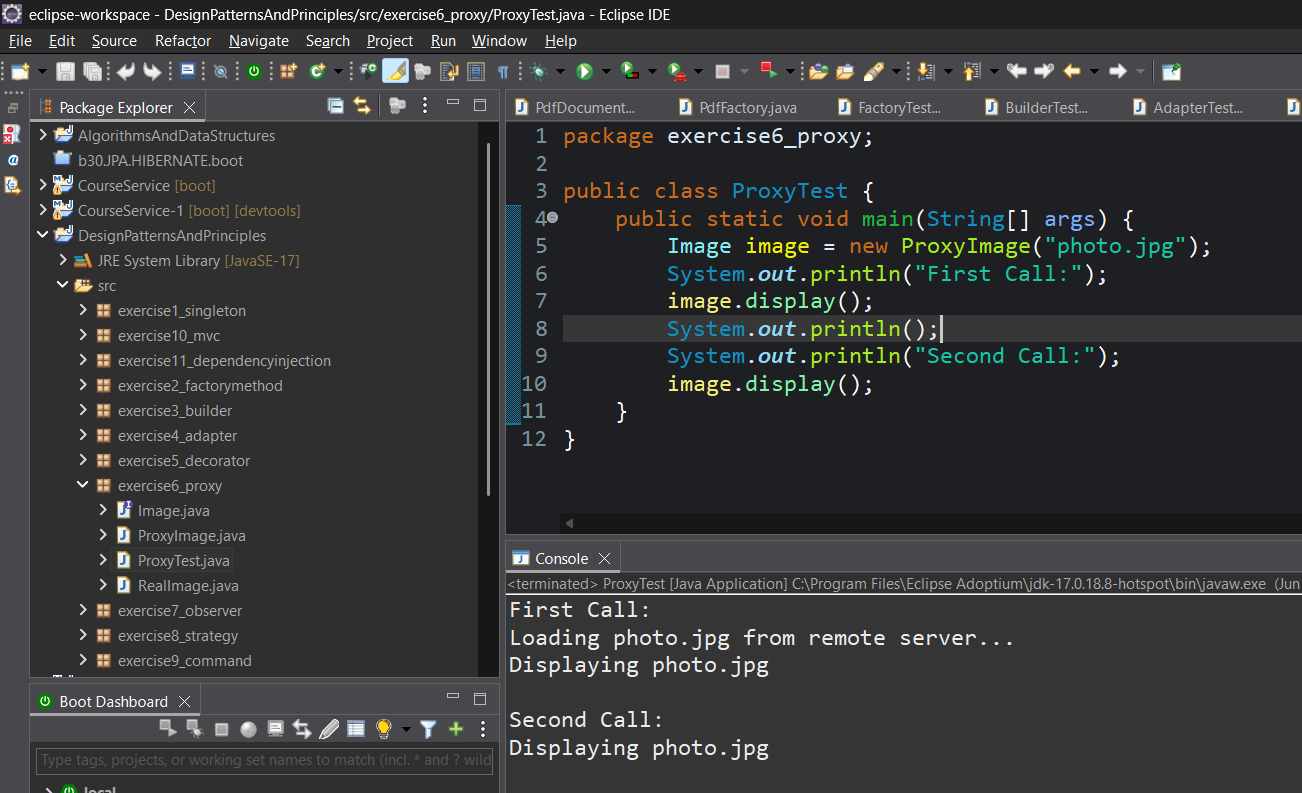 eclipse-workspace - DesignPatternsAndPrinciples/src/exercise6_proxy/ProxyTest.java - Eclipse IDE
File Edit Source Refactor Navigate Search Project Run Window Help
Package Explorer
AlgorithmsAndDataStructures
b30.JPA.HIBERNATE.boot
CourseService [boot]
CourseService-1 [boot] [devtools]
DesignPatternsAndPrinciples
JRE System Library [JavaSE-17]
src
exercise1_singleton
exercise10_mvc
exercise11_dependencyinjection
exercise2_factorymethod
exercise3_builder
exercise4_adapter
exercise5_decorator
exercise6_proxy
Image.java
ProxyImage.java
ProxyTest.java
RealImage.java
exercise7_observer
exercise8_strategy
exercise9_command
Boot Dashboard
Type tags, projects, or working set names to match (incl. * and ? wild
local
PdfDocument... PdfFactory.java FactoryTest... BuilderTest... AdapterTest...
1 package exercise6_proxy;
2
3 public class ProxyTest {
4 public static void main(String[] args) {
5 Image image = new ProxyImage("photo.jpg");
6 System.out.println("First Call:");
7 image.display();
8 System.out.println();
9 System.out.println("Second Call:");
10 image.display();
11 }
12 }
Console
<terminated> ProxyTest [Java Application] C:\Program Files\Eclipse Adoptium\jdk-17.0.18.8-hotspot\bin\javaw.exe (Jun
First Call:
Loading photo.jpg from remote server...
Displaying photo.jpg
Second Call:
Displaying photo.jpg